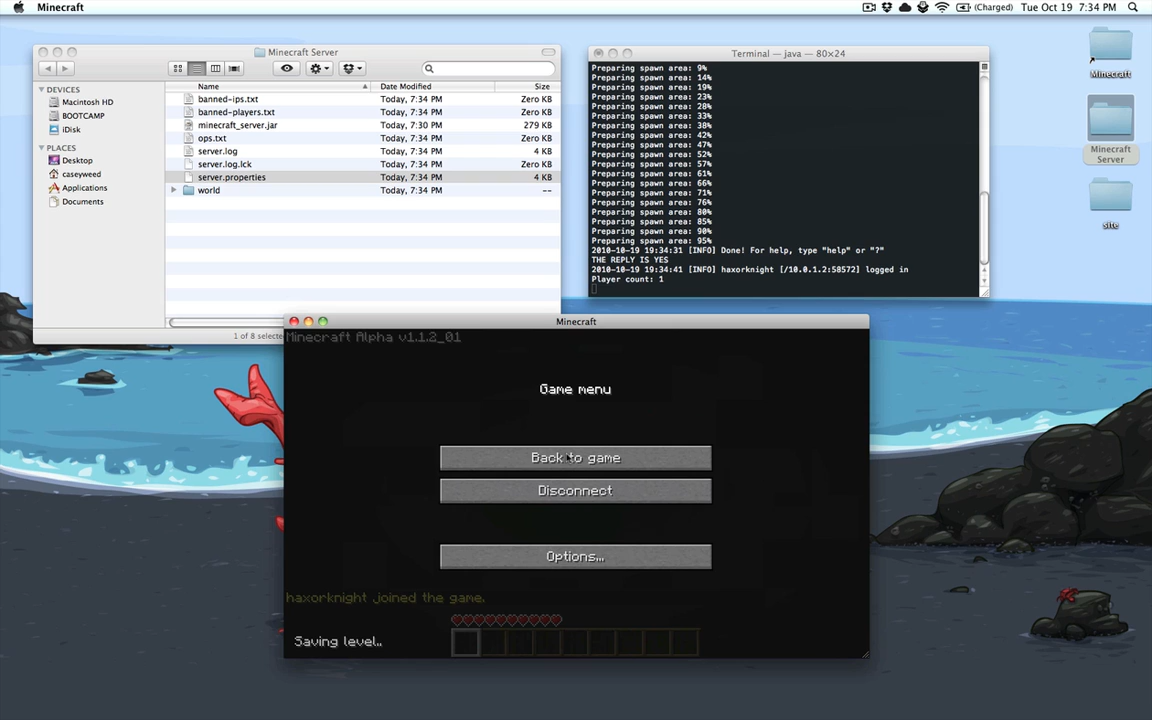 Minecraft
(Charged) Tue Oct 19 7:34 PM
Minecraft Server
Name Date Modified Size
DEVICES
Macintosh HD
BOOTCAMP
iDisk
PLACES
Desktop
caseyweed
Applications
Documents
banned-ips.txt Today, 7:34 PM Zero KB
banned-players.txt Today, 7:34 PM Zero KB
minecraft_server.jar Today, 7:30 PM 279 KB
ops.txt Today, 7:34 PM Zero KB
server.log Today, 7:34 PM 4 KB
server.log.lck Today, 7:34 PM Zero KB
server.properties Today, 7:34 PM 4 KB
world Today, 7:34 PM --
1 of 8 selecte
Terminal — java — 80×24
Preparing spawn area: 9%
Preparing spawn area: 14%
Preparing spawn area: 19%
Preparing spawn area: 23%
Preparing spawn area: 28%
Preparing spawn area: 33%
Preparing spawn area: 38%
Preparing spawn area: 42%
Preparing spawn area: 47%
Preparing spawn area: 52%
Preparing spawn area: 57%
Preparing spawn area: 61%
Preparing spawn area: 66%
Preparing spawn area: 71%
Preparing spawn area: 76%
Preparing spawn area: 80%
Preparing spawn area: 85%
Preparing spawn area: 90%
Preparing spawn area: 95%
2010-10-19 19:34:31 [INFO] Done! For help, type "help" or "?"
THE REPLY IS YES
2010-10-19 19:34:41 [INFO] haxorknight [/10.0.1.2:58572] logged in
Player count: 1
Minecraft
Minecraft
Server
site
Minecraft
Minecraft Alpha v1.1.2_01
Game menu
Back to game
Disconnect
Options...
haxorknight joined the game.
Saving level..